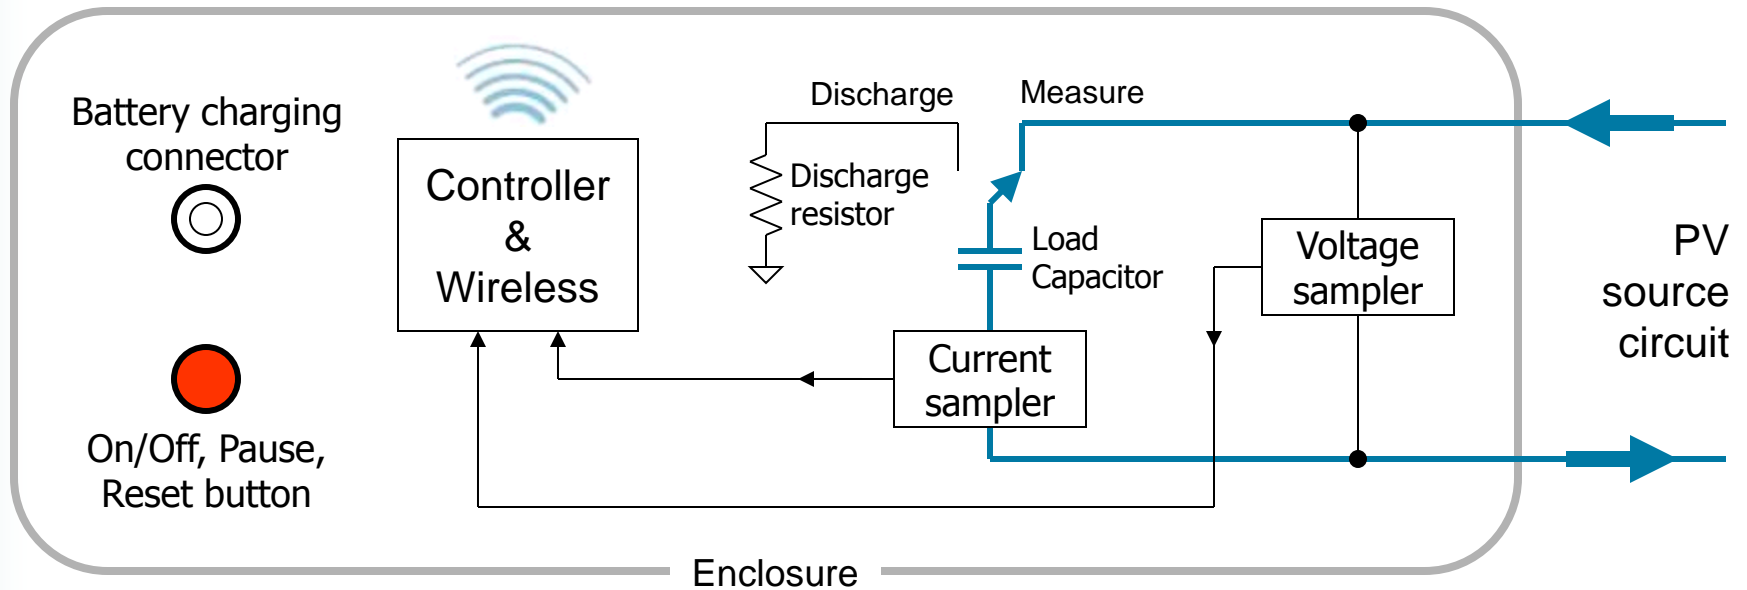 Battery charging
connector
On/Off, Pause,
Reset button
Controller
&
Wireless
Discharge
Measure
Discharge
resistor
Load
Capacitor
Current
sampler
Voltage
sampler
PV
source
circuit
Enclosure